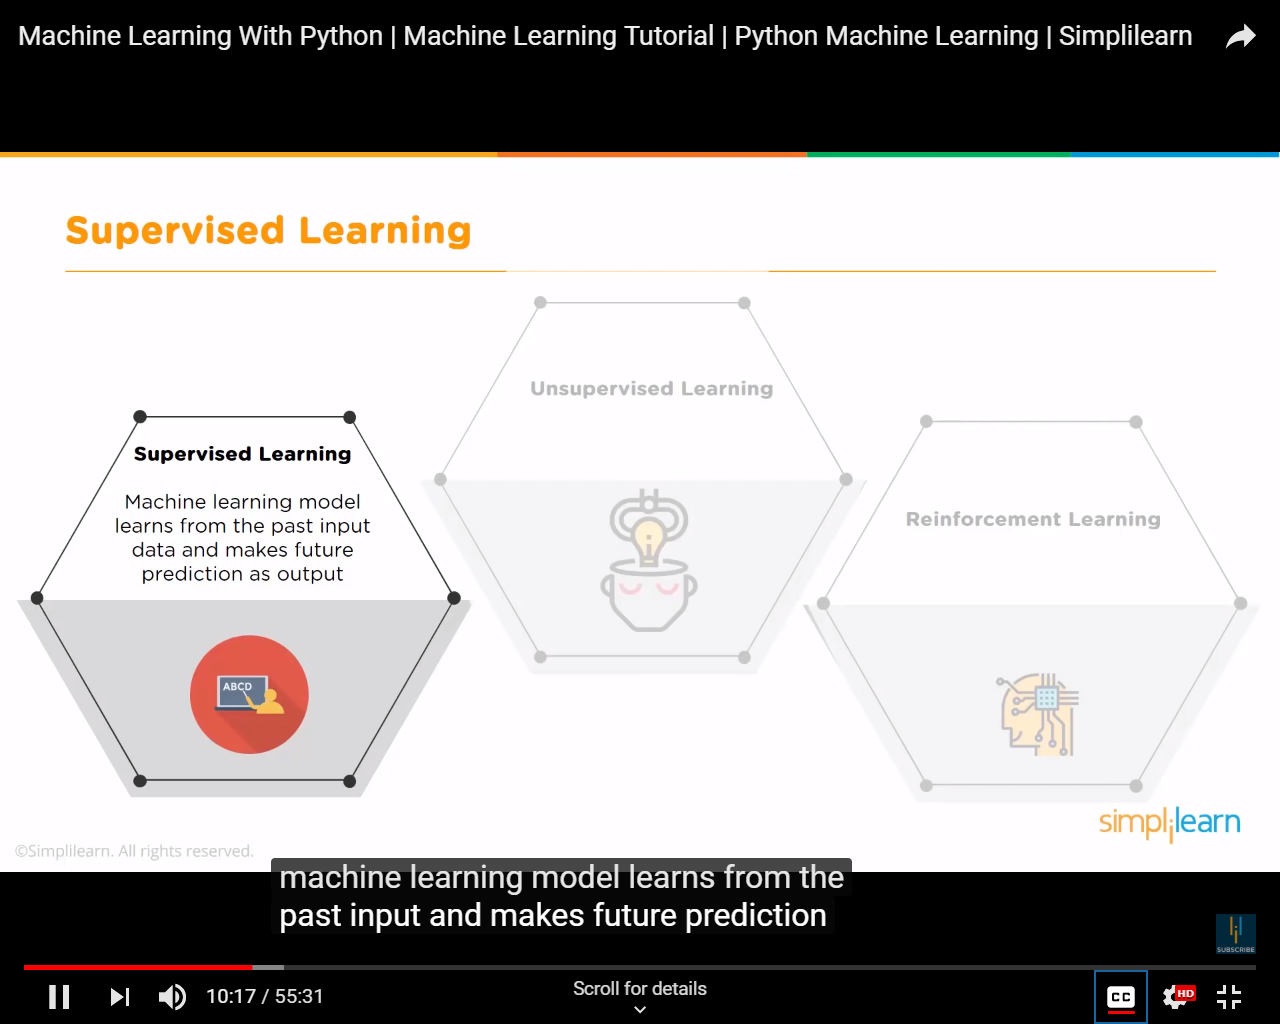 Machine Learning With Python | Machine Learning Tutorial | Python Machine Learning | Simplilearn
Supervised Learning
Unsupervised Learning
Supervised Learning
Machine learning model
learns from the past input
data and makes future
prediction as output
Reinforcement Learning
ABCD
simplilearn
©Simplilearn. All rights reserved.
machine learning model learns from the
past input and makes future prediction
SUBSCRIBE
10:17 / 55:31
Scroll for details
CC
HD